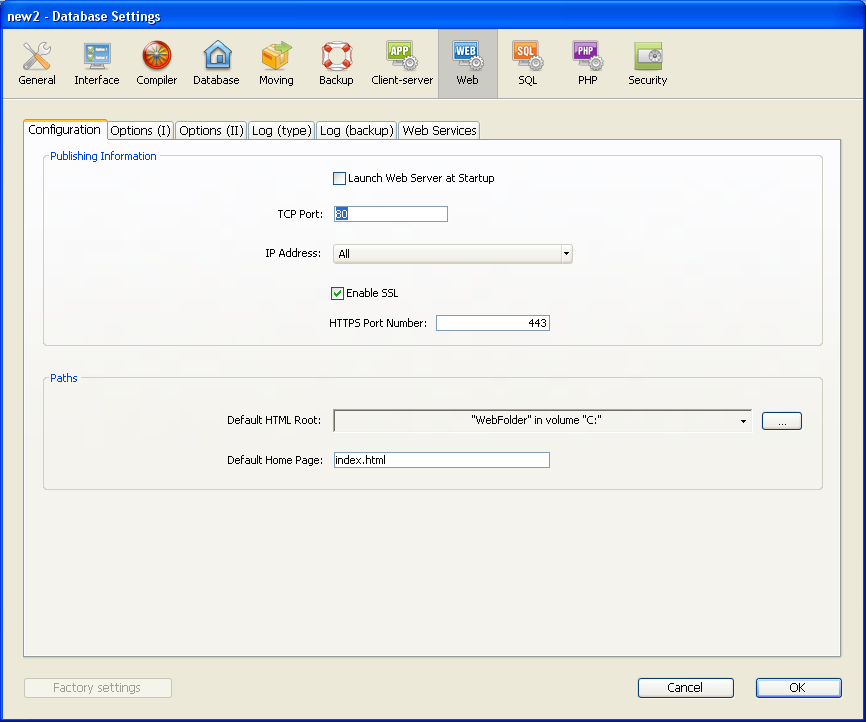 new2 - Database Settings
General Interface Compiler Database Moving Backup APP Client-server WEB Web SQL SQL PHP PHP Security
Configuration Options (I) Options (II) Log (type) Log (backup) Web Services
Publishing Information
Launch Web Server at Startup
TCP Port: 80
IP Address: All
Enable SSL
HTTPS Port Number: 443
Paths
Default HTML Root: "WebFolder" in volume "C:" ...
Default Home Page: index.html
Factory settings Cancel OK